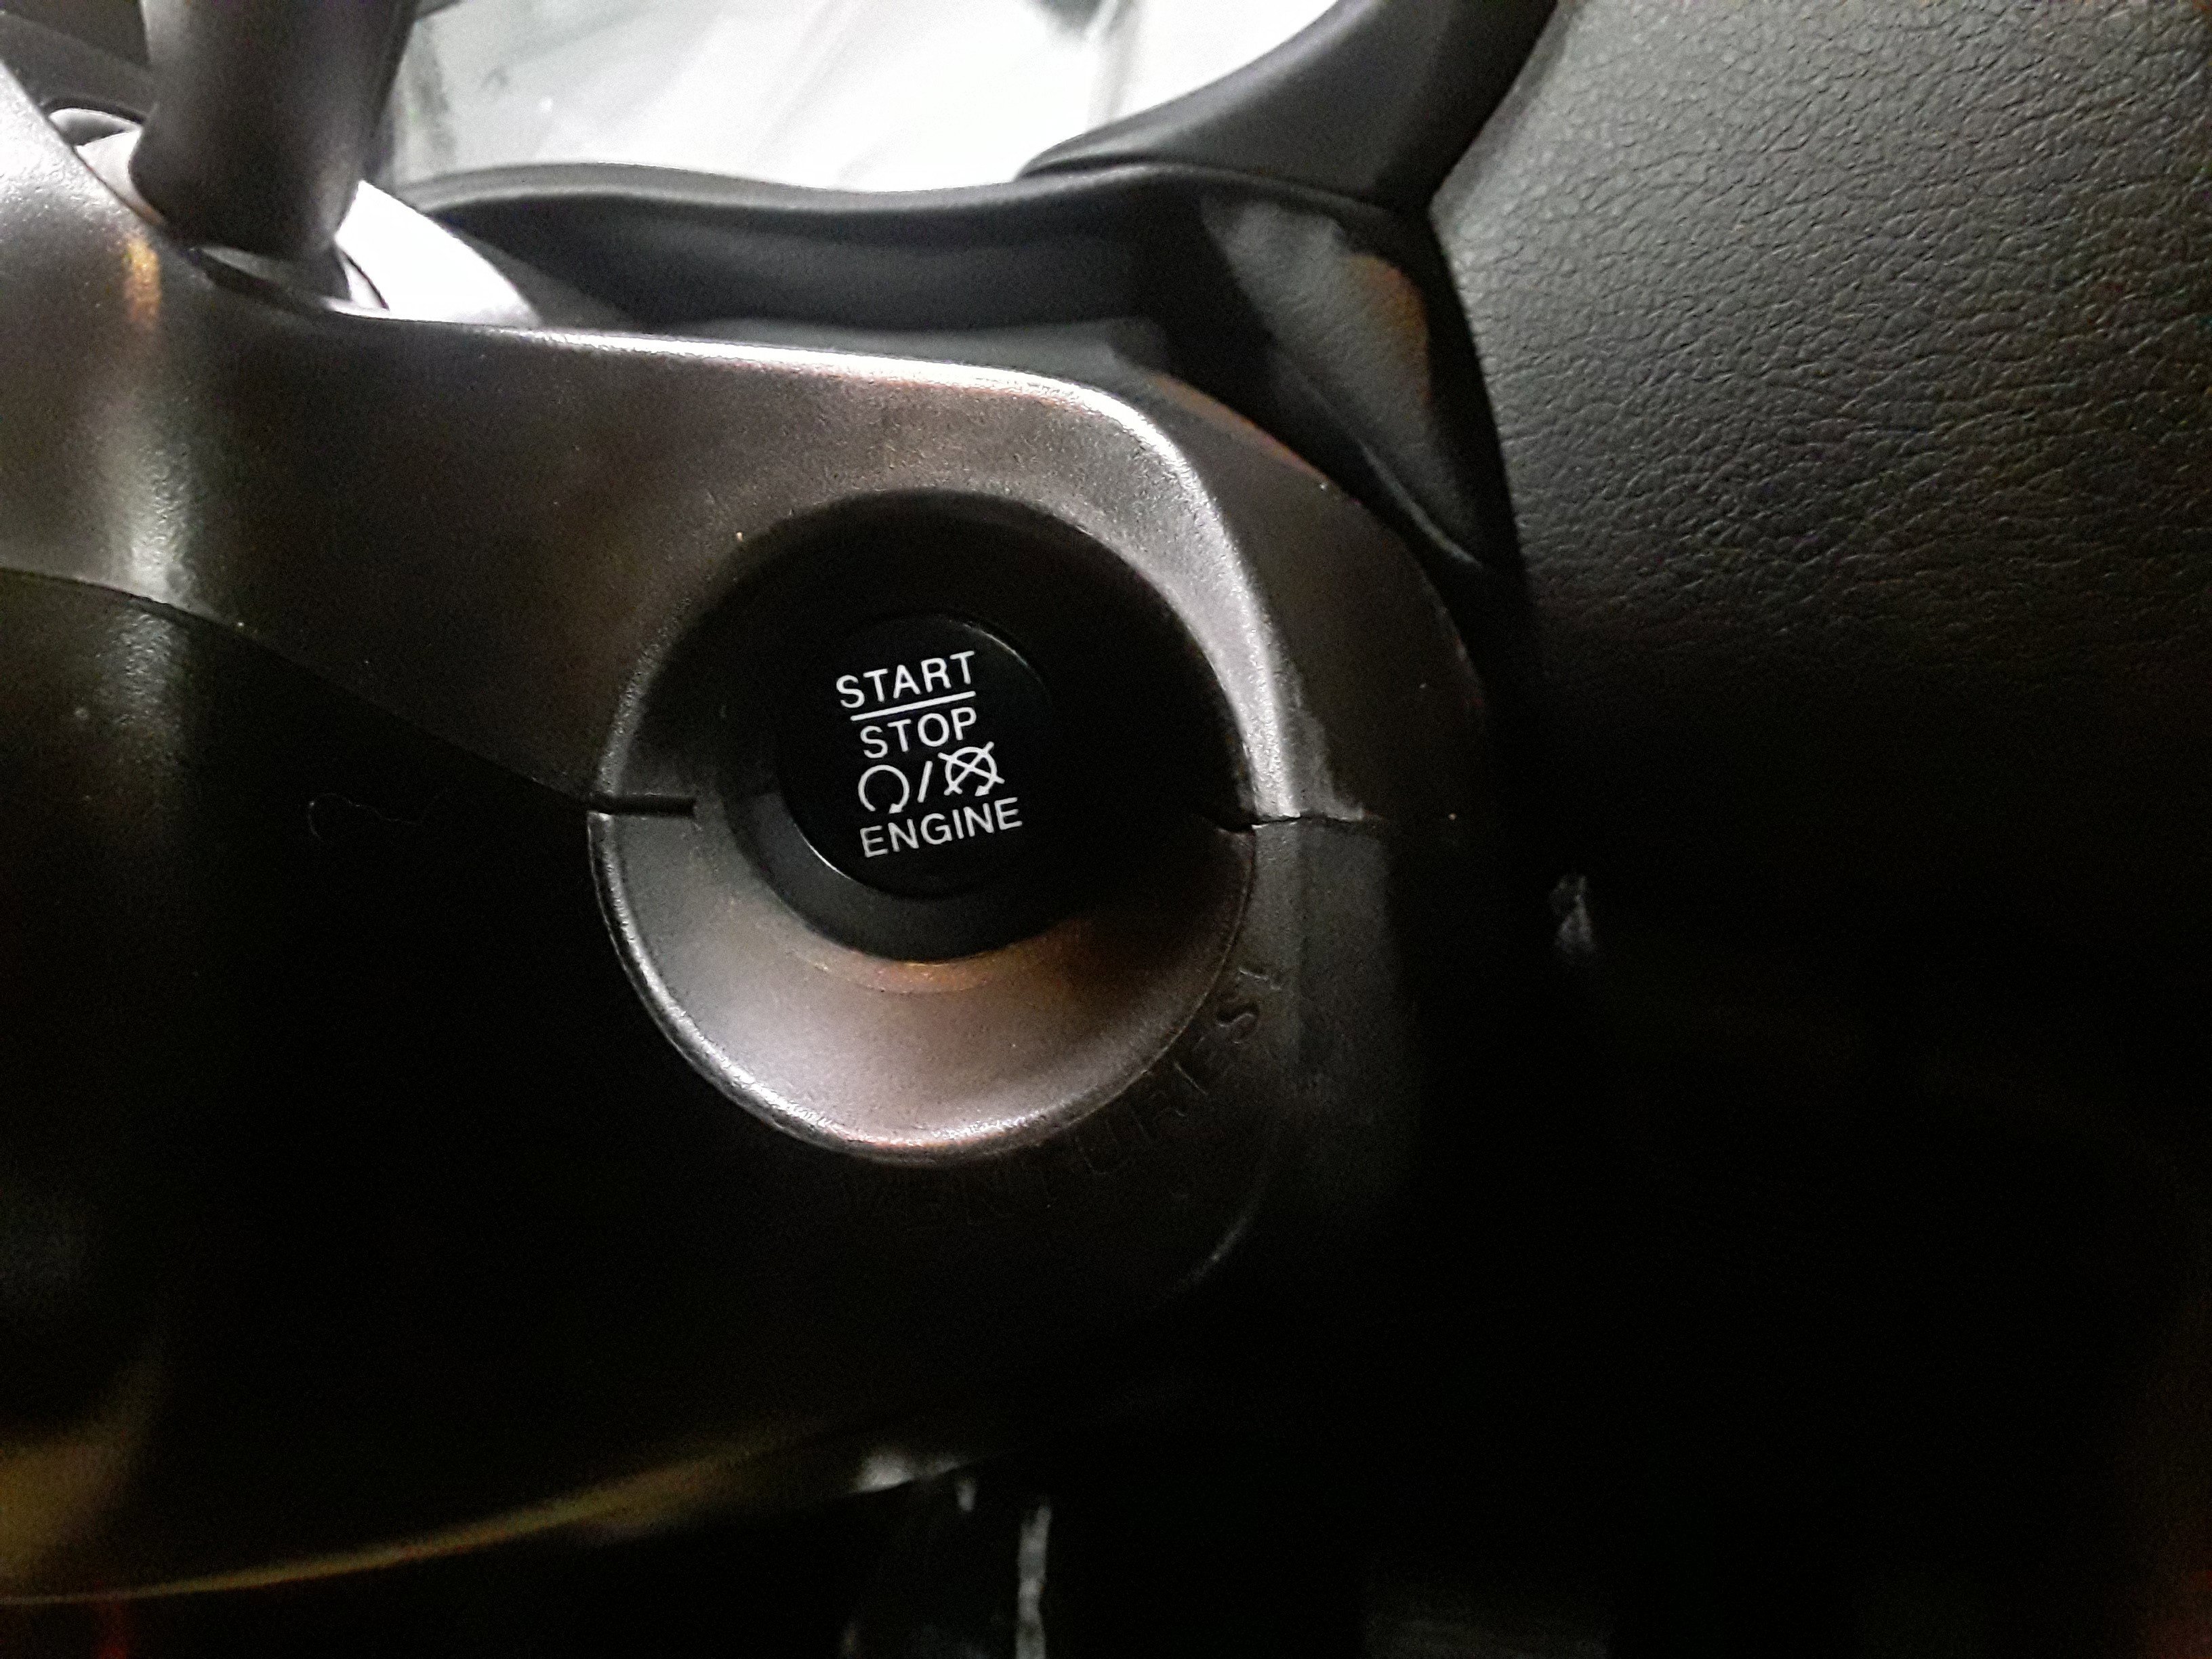 START
STOP
/
ENGINE